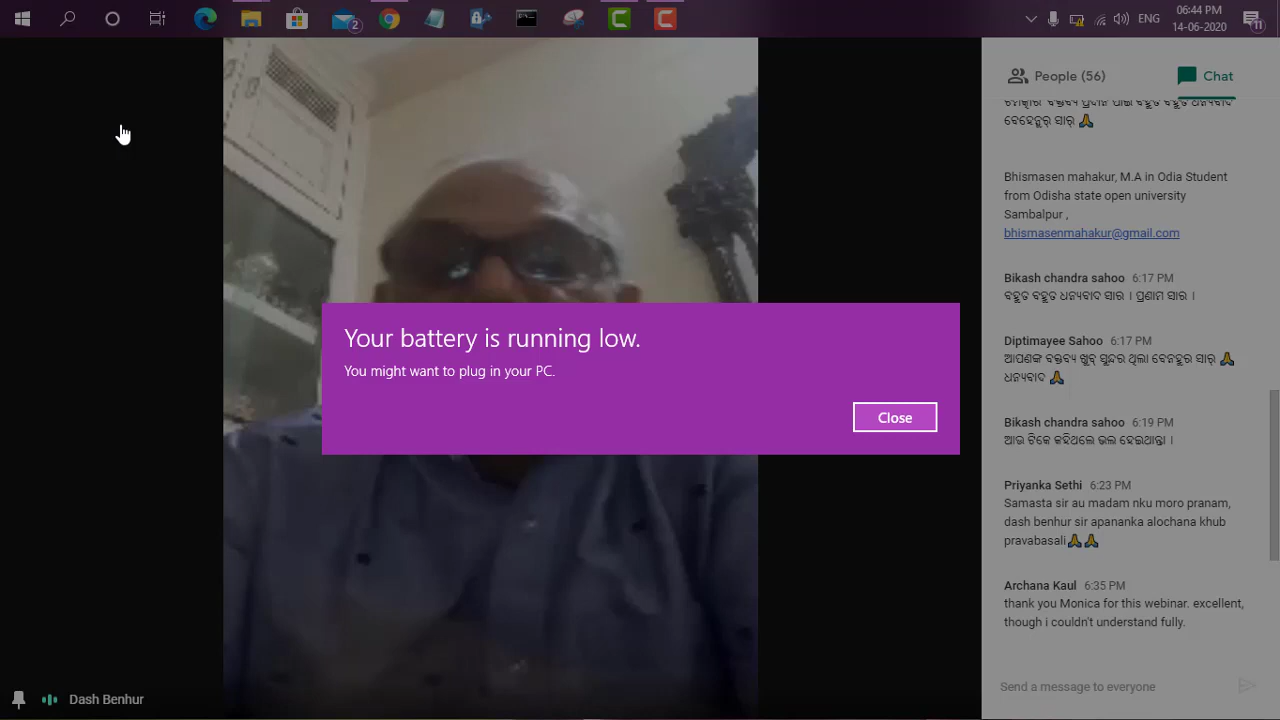 06:44 PM
ENG
14-06-2020
11
2
People (56)
Chat
ବେହେନୁର୍ ସାର୍ 🙏
Bhismasen mahakur, M.A in Odia Student
from Odisha state open university
Sambalpur ,
bhismasenmahakur@gmail.com
Bikash chandra sahoo 6:17 PM
ବହୁତ ବହୁତ ଧନ୍ୟବାଦ ସାର । ପ୍ରଣାମ ସାର ।
Diptimayee Sahoo 6:17 PM
ଆପଣଙ୍କ ବକ୍ତବ୍ୟ ଖୁବ୍ ସୁନ୍ଦର ଥିଲା ବେନହୁର ସାର୍ 🙏
ଧନ୍ୟବାଦ 🙏
Bikash chandra sahoo 6:19 PM
ଆଉ ଟିକେ କହିଥଲେ ଭଲ ହେଇଥାନ୍ତା ।
Priyanka Sethi 6:23 PM
Samasta sir au madam nku moro pranam,
dash benhur sir apananka alochana khub
pravabasali🙏🙏
Archana Kaul 6:35 PM
thank you Monica for this webinar. excellent,
though i couldn't understand fully.
Send a message to everyone
Your battery is running low.
You might want to plug in your PC.
Close
Dash Benhur